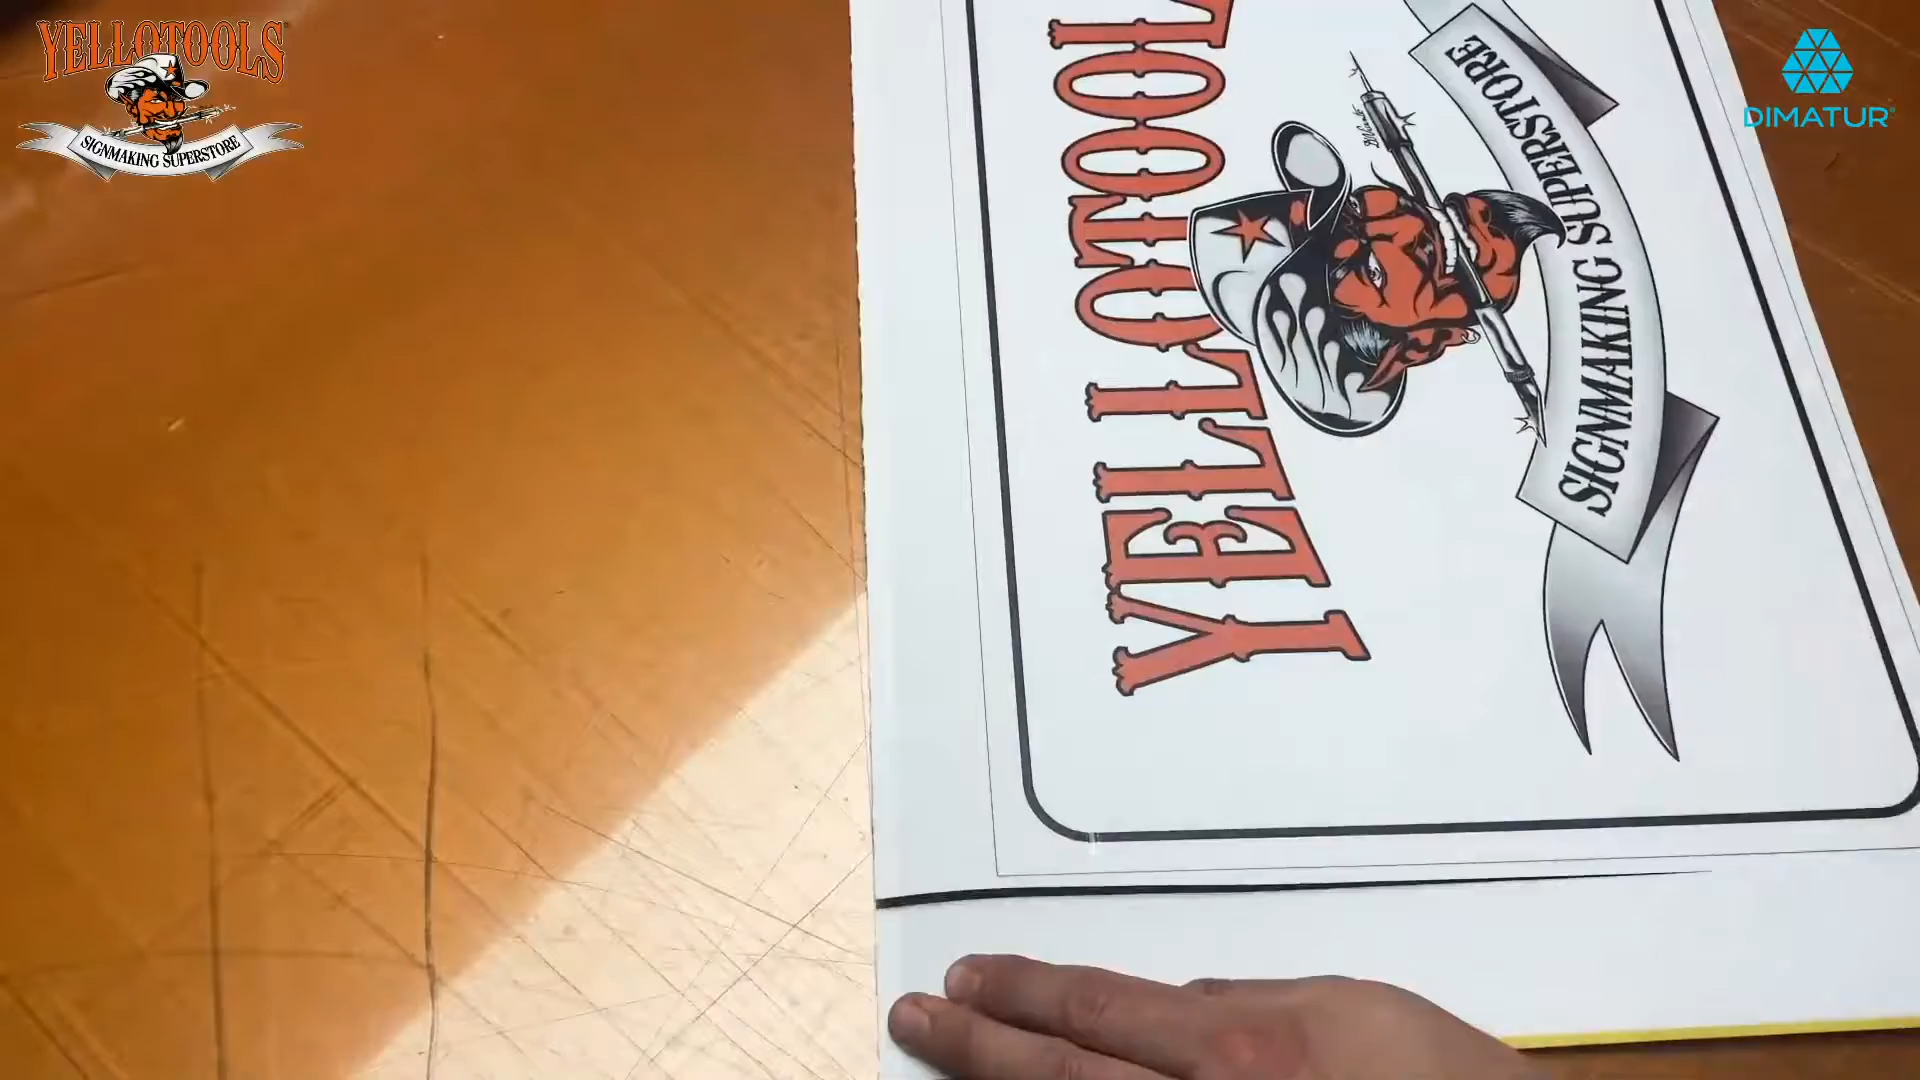 YELLOTOOLS
SIGNMAKING SUPERSTORE
DIMATUR
YELLOTOOL
SIGNMAKING SUPERSTORE